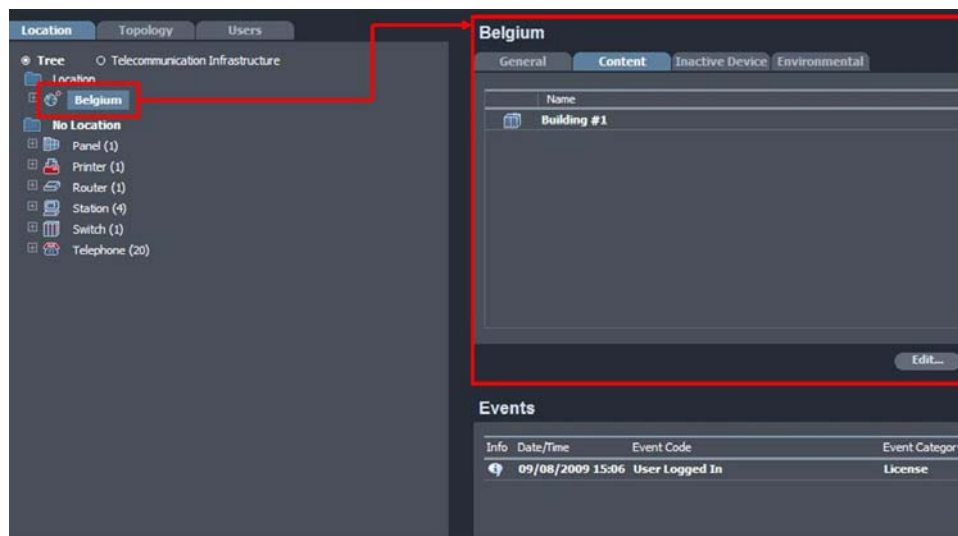 Location Topology Users
Tree Telecommunication Infrastructure
Location
Belgium
No Location
Panel (1)
Printer (1)
Router (1)
Station (4)
Switch (1)
Telephone (20)
Belgium
General Content Inactive Device Environmental
Name
Building #1
Edit...
Events
Info Date/Time Event Code Event Categor
09/08/2009 15:06 User Logged In License